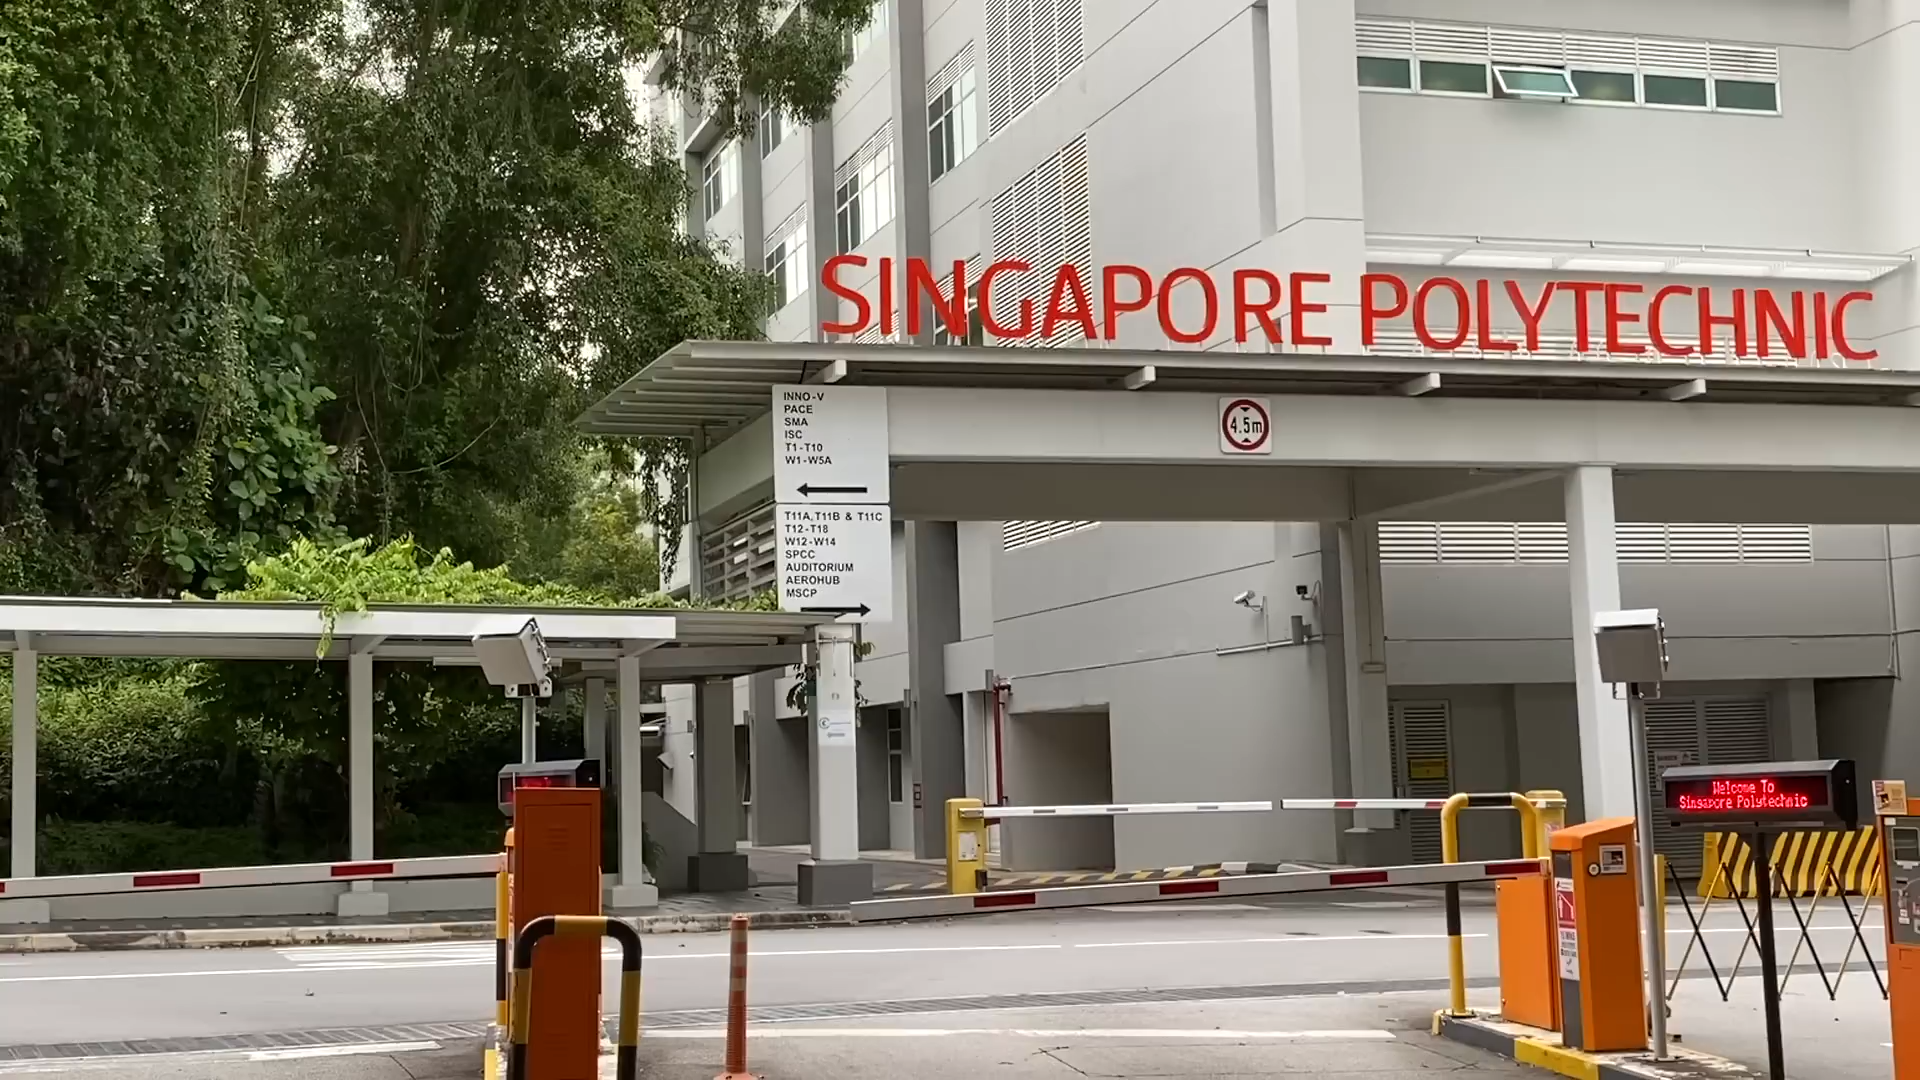 SINGAPORE POLYTECHNIC
4.5m
INNO-V
PACE
SMA
ISC
T1-T10
W1-W5A
T11A,T11B & T11C
T12-T18
W12-W14
SPCC
AUDITORIUM
AEROHUB
MSCP
Welcome To
Singapore Polytechnic